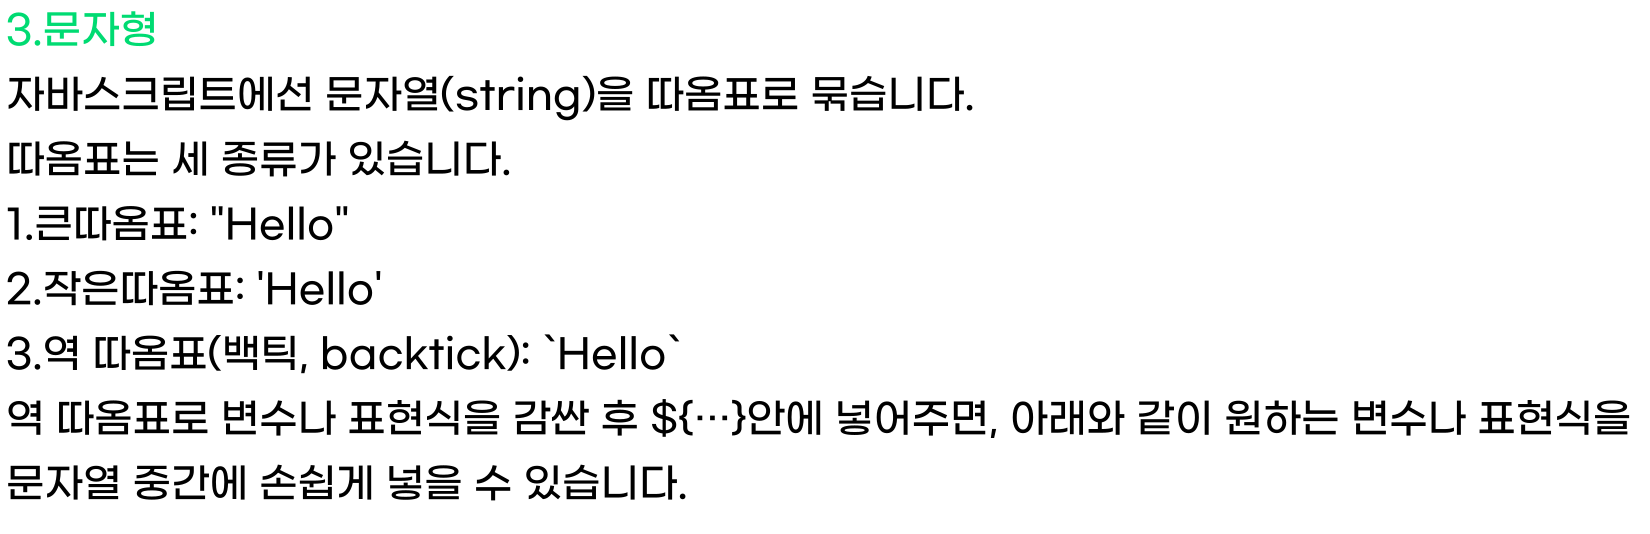 3.문자형
자바스크립트에선 문자열(string)을 따옴표로 묶습니다.
따옴표는 세 종류가 있습니다.
1.큰따옴표: "Hello"
2.작은따옴표: 'Hello'
3.역 따옴표(백틱, backtick): `Hello`
역 따옴표로 변수나 표현식을 감싼 후 ${…}안에 넣어주면, 아래와 같이 원하는 변수나 표현식을
문자열 중간에 손쉽게 넣을 수 있습니다.